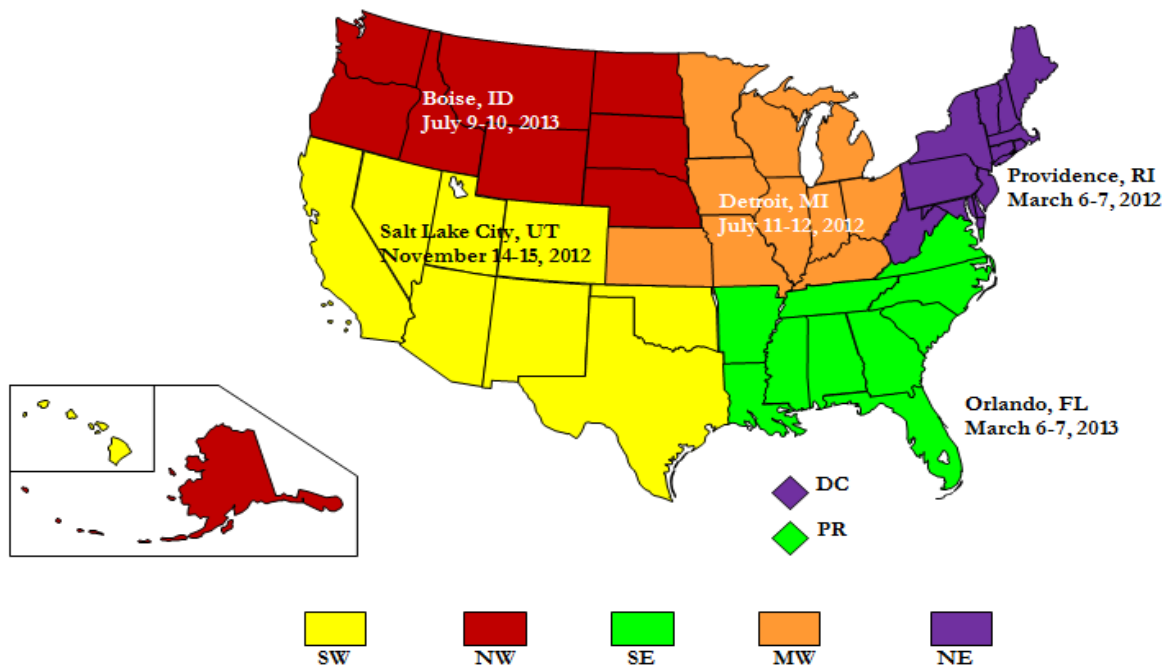 Boise, ID
July 9-10, 2013
Providence, RI
March 6-7, 2012
Detroit, MI
July 11-12, 2012
Salt Lake City, UT
November 14-15, 2012
Orlando, FL
March 6-7, 2013
DC
PR
SW
NW
SE
MW
NE